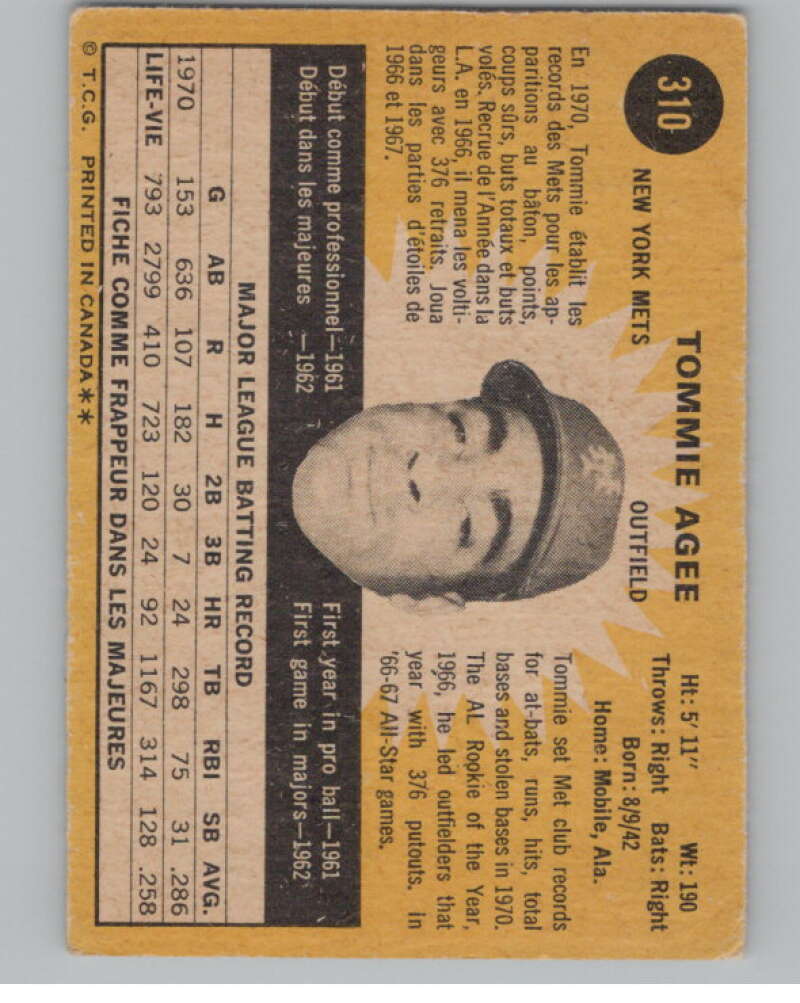 310
TOMMIE AGEE
NEW YORK METS
OUTFIELD
Ht: 5' 11" Wt: 190
Throws: Right Bats: Right
Born: 8/9/42
Home: Mobile, Ala.
En 1970, Tommie établit les
records des Mets pour les ap-
paritions au bâton, points,
coups sûrs, buts totaux et buts
volés. Recrue de l'Année dans la
L.A. en 1966, il mena les volti-
geurs avec 376 retraits. Joua
dans les parties d'étoiles de
1966 et 1967.
Tommie set Met club records
for at-bats, runs, hits, total
bases and stolen bases in 1970.
The AL Rookie of the Year,
1966, he led outfielders that
year with 376 putouts. In
'66-67 All-Star games.
Début comme professionnel—1961
Début dans les majeures —1962
First year in pro ball—1961
First game in majors—1962
MAJOR LEAGUE BATTING RECORD
G AB R H 2B 3B HR TB RBI SB AVG.
1970 153 636 107 182 30 7 24 298 75 31 .286
LIFE-VIE 793 2799 410 723 120 24 92 1167 314 128 .258
FICHE COMME FRAPPEUR DANS LES MAJEURES
© T.C.G. PRINTED IN CANADA**